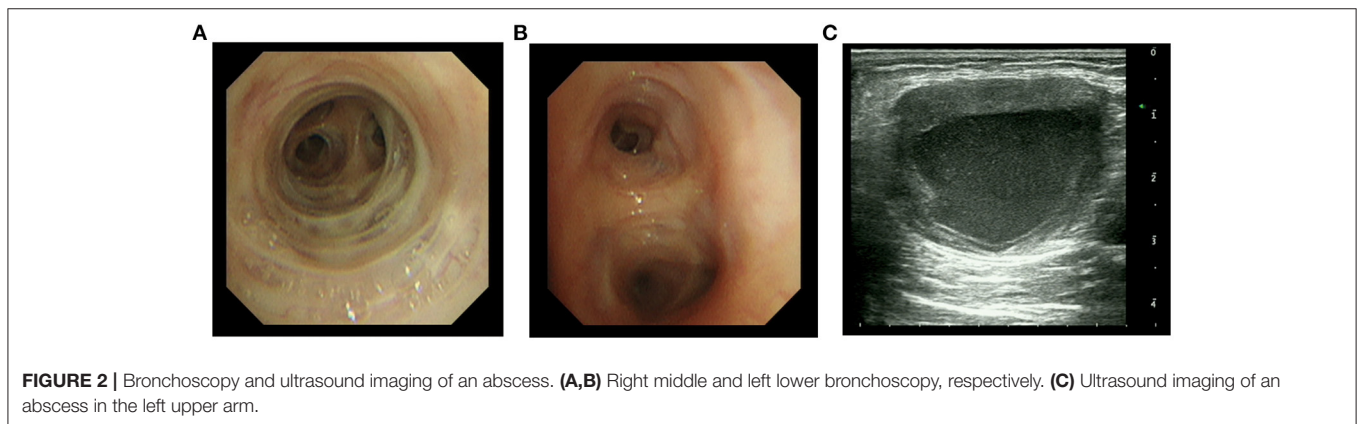 A B C
0
1
2
3
4
FIGURE 2 | Bronchoscopy and ultrasound imaging of an abscess. (A,B) Right middle and left lower bronchoscopy, respectively. (C) Ultrasound imaging of an
abscess in the left upper arm.